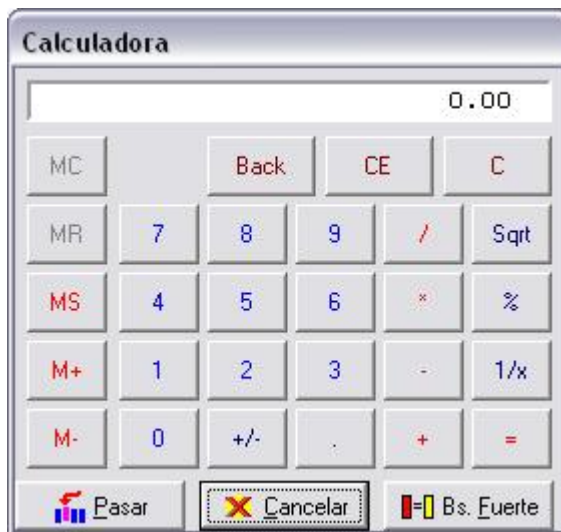 Calculadora
0.00
MC Back CE C
MR 7 8 9 / Sqrt
MS 4 5 6 * %
M+ 1 2 3 - 1/x
M- 0 +/- . + =
Pasar Cancelar Bs. Fuerte